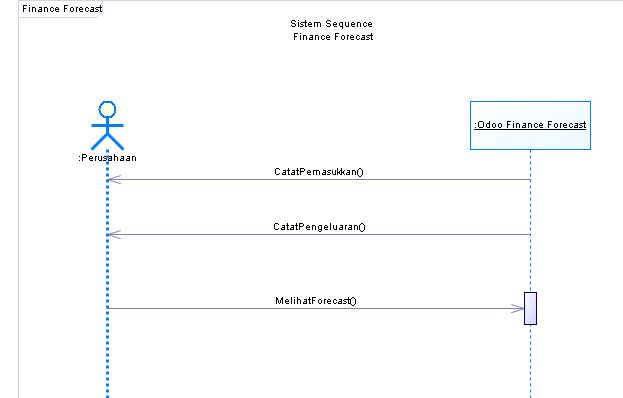 Finance Forecast
Sistem Sequence
Finance Forecast
:Odoo Finance Forecast
:Perusahaan
CatatPemasukkan()
CatatPengeluaran()
MelihatForecast()